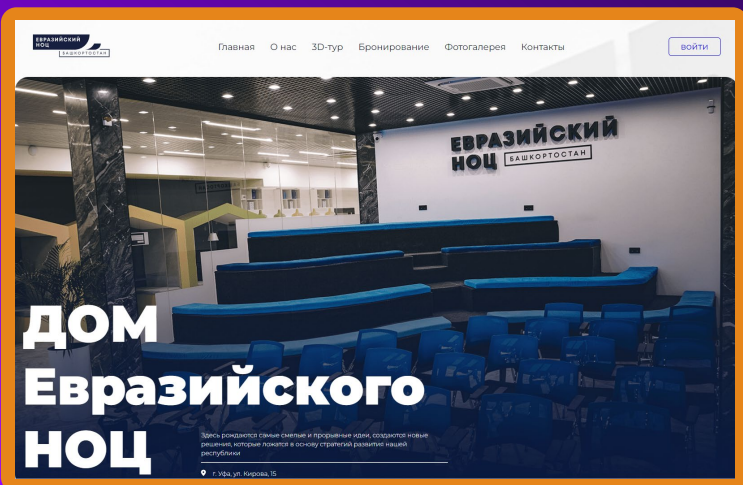 ЕВРАЗИЙСКИЙ
НОЦ
БАШКОРТОСТАН
Главная О нас 3D-тур Бронирование Фотогалерея Контакты
ВОЙТИ
ЕВРАЗИЙСКИЙ
НОЦ БАШКОРТОСТАН
ДОМ
Евразийского
НОЦ
Здесь рождаются самые смелые и прорывные идеи, создаются новые
решения, которые ложатся в основу стратегий развития нашей
республики
г. Уфа, ул. Кирова, 15